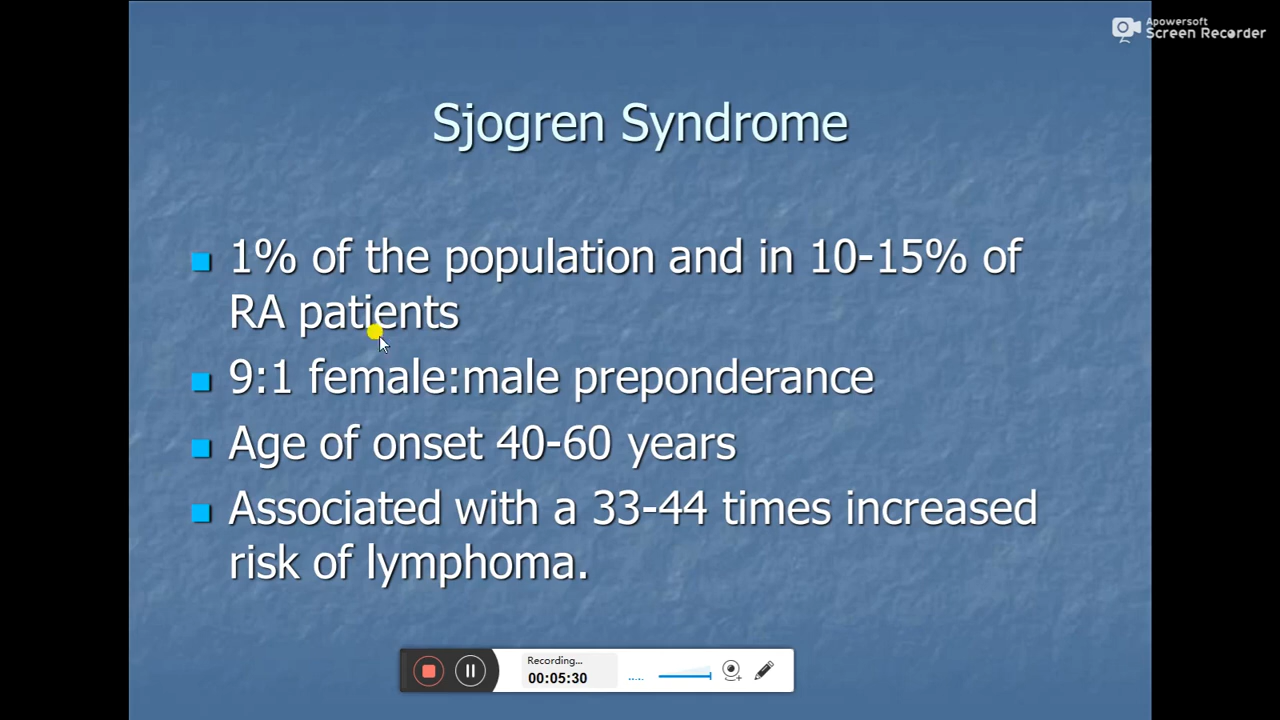 Apowersoft
Screen Recorder
Sjogren Syndrome
1% of the population and in 10-15% of
RA patients
9:1 female:male preponderance
Age of onset 40-60 years
Associated with a 33-44 times increased
risk of lymphoma.
Recording...
00:05:30